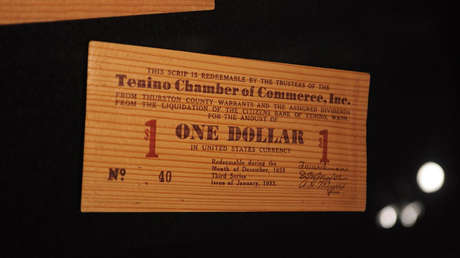 THIS SCRIP IS REDEEMABLE BY THE TRUSTEES OF THE
Tenino Chamber of Commerce, Inc.
FROM THURSTON COUNTY WARRANTS AND THE ASSIGNED DIVIDENDS
FROM THE LIQUIDATION OF THE CITIZENS BANK OF TENINO, WASH.
FOR THE AMOUNT OF
$1 ONE DOLLAR $1
IN UNITED STATES CURRENCY
Redeemable during the
Month of December, 1933
Nº 40 Third Series
Issue of January, 1933.